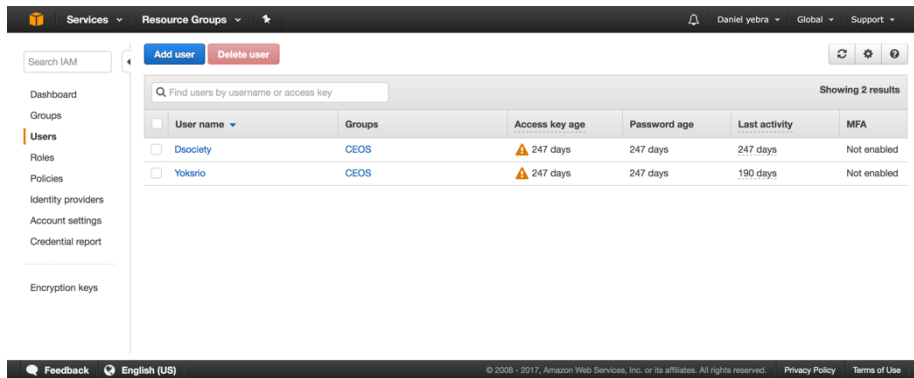 Services Resource Groups Daniel yebra Global Support
Search IAM
Add user Delete user
Dashboard
Groups
Users
Roles
Policies
Identity providers
Account settings
Credential report
Encryption keys
Find users by username or access key Showing 2 results
User name Groups Access key age Password age Last activity MFA
Dsociety CEOS 247 days 247 days 247 days Not enabled
Yoksrio CEOS 247 days 247 days 190 days Not enabled
Feedback English (US) © 2008 - 2017, Amazon Web Services, Inc. or its affiliates. All rights reserved. Privacy Policy Terms of Use